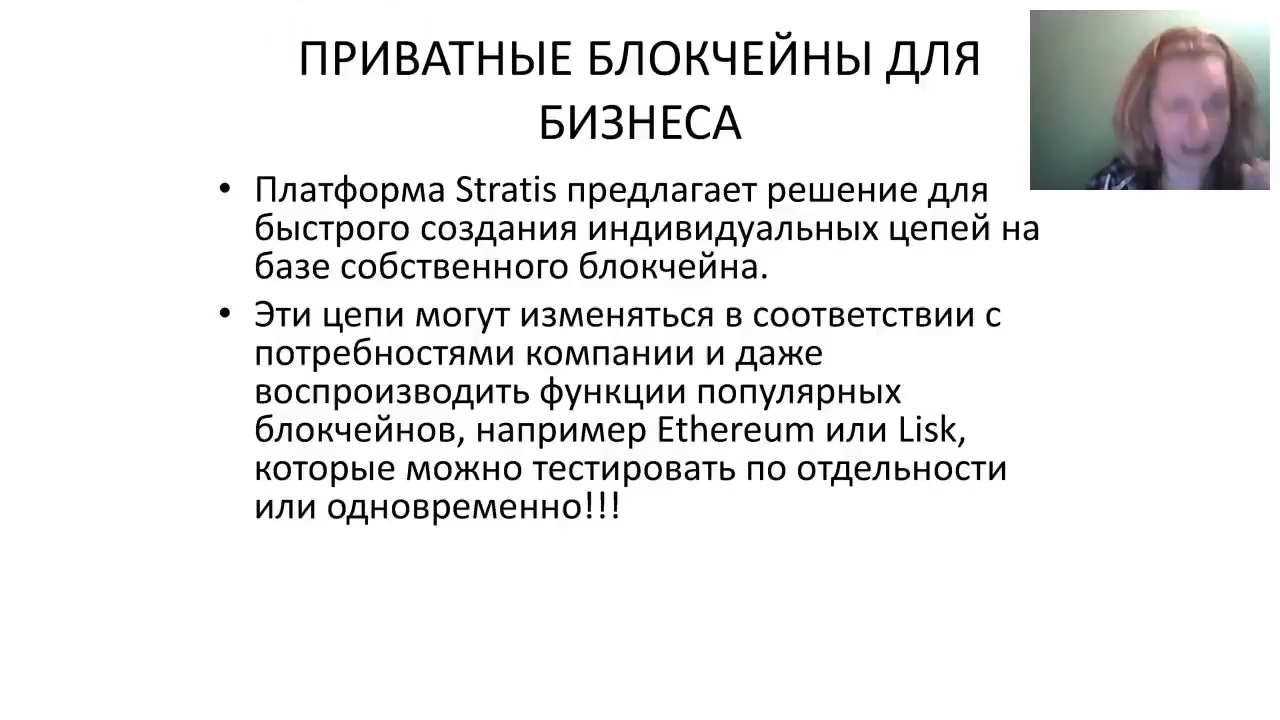 ПРИВАТНЫЕ БЛОКЧЕЙНЫ ДЛЯ
БИЗНЕСА
• Платформа Stratis предлагает решение для
быстрого создания индивидуальных цепей на
базе собственного блокчейна.
• Эти цепи могут изменяться в соответствии с
потребностями компании и даже
воспроизводить функции популярных
блокчейнов, например Ethereum или Lisk,
которые можно тестировать по отдельности
или одновременно!!!